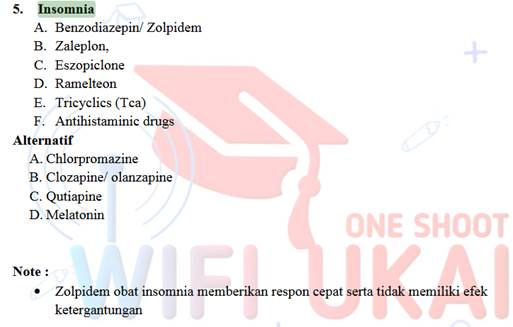 5. Insomnia
A. Benzodiazepin/ Zolpidem
B. Zaleplon,
C. Eszopiclone
D. Ramelteon
E. Tricyclics (Tca)
F. Antihistaminic drugs
Alternatif
A. Chlorpromazine
B. Clozapine/ olanzapine
C. Qutiapine
D. Melatonin
ONE SHOOT
WIFI UKAI
Note :
• Zolpidem obat insomnia memberikan respon cepat serta tidak memiliki efek
ketergantungan